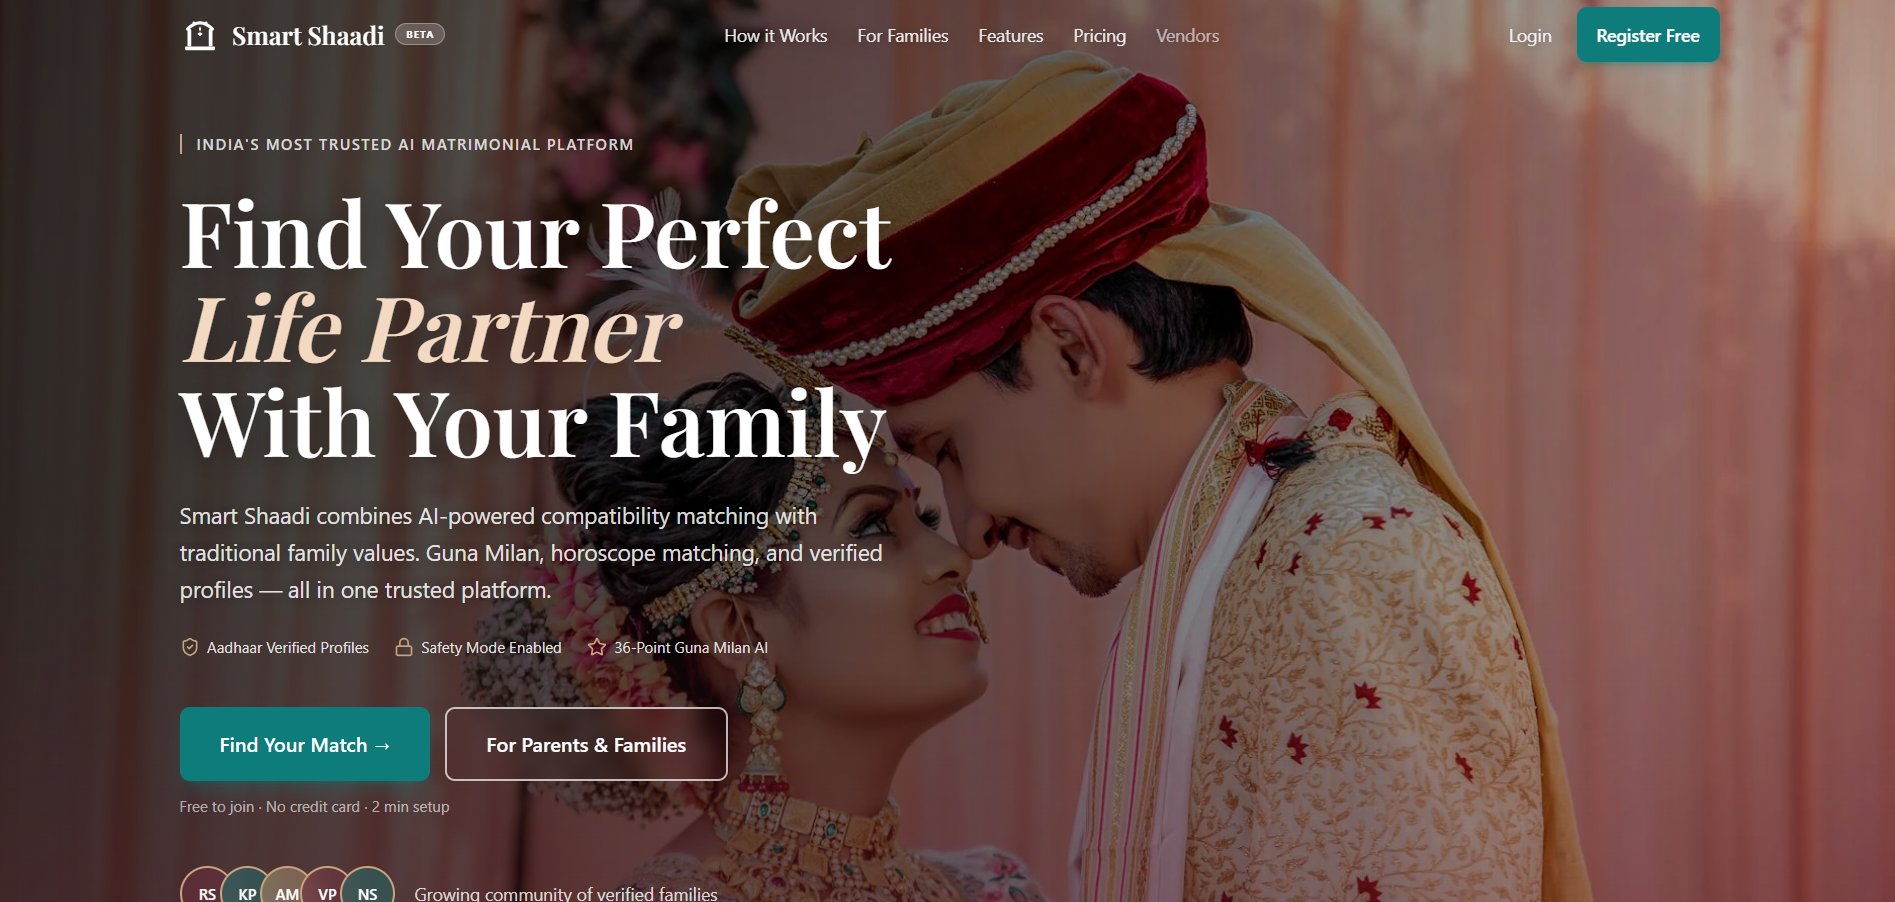 Smart Shaadi BETA
How it Works For Families Features Pricing Vendors
Login Register Free
INDIA'S MOST TRUSTED AI MATRIMONIAL PLATFORM
Find Your Perfect
Life Partner
With Your Family
Smart Shaadi combines AI-powered compatibility matching with
traditional family values. Guna Milan, horoscope matching, and verified
profiles — all in one trusted platform.
Aadhaar Verified Profiles Safety Mode Enabled 36-Point Guna Milan AI
Find Your Match → For Parents & Families
Free to join · No credit card · 2 min setup
RS KP AM VP NS Growing community of verified families